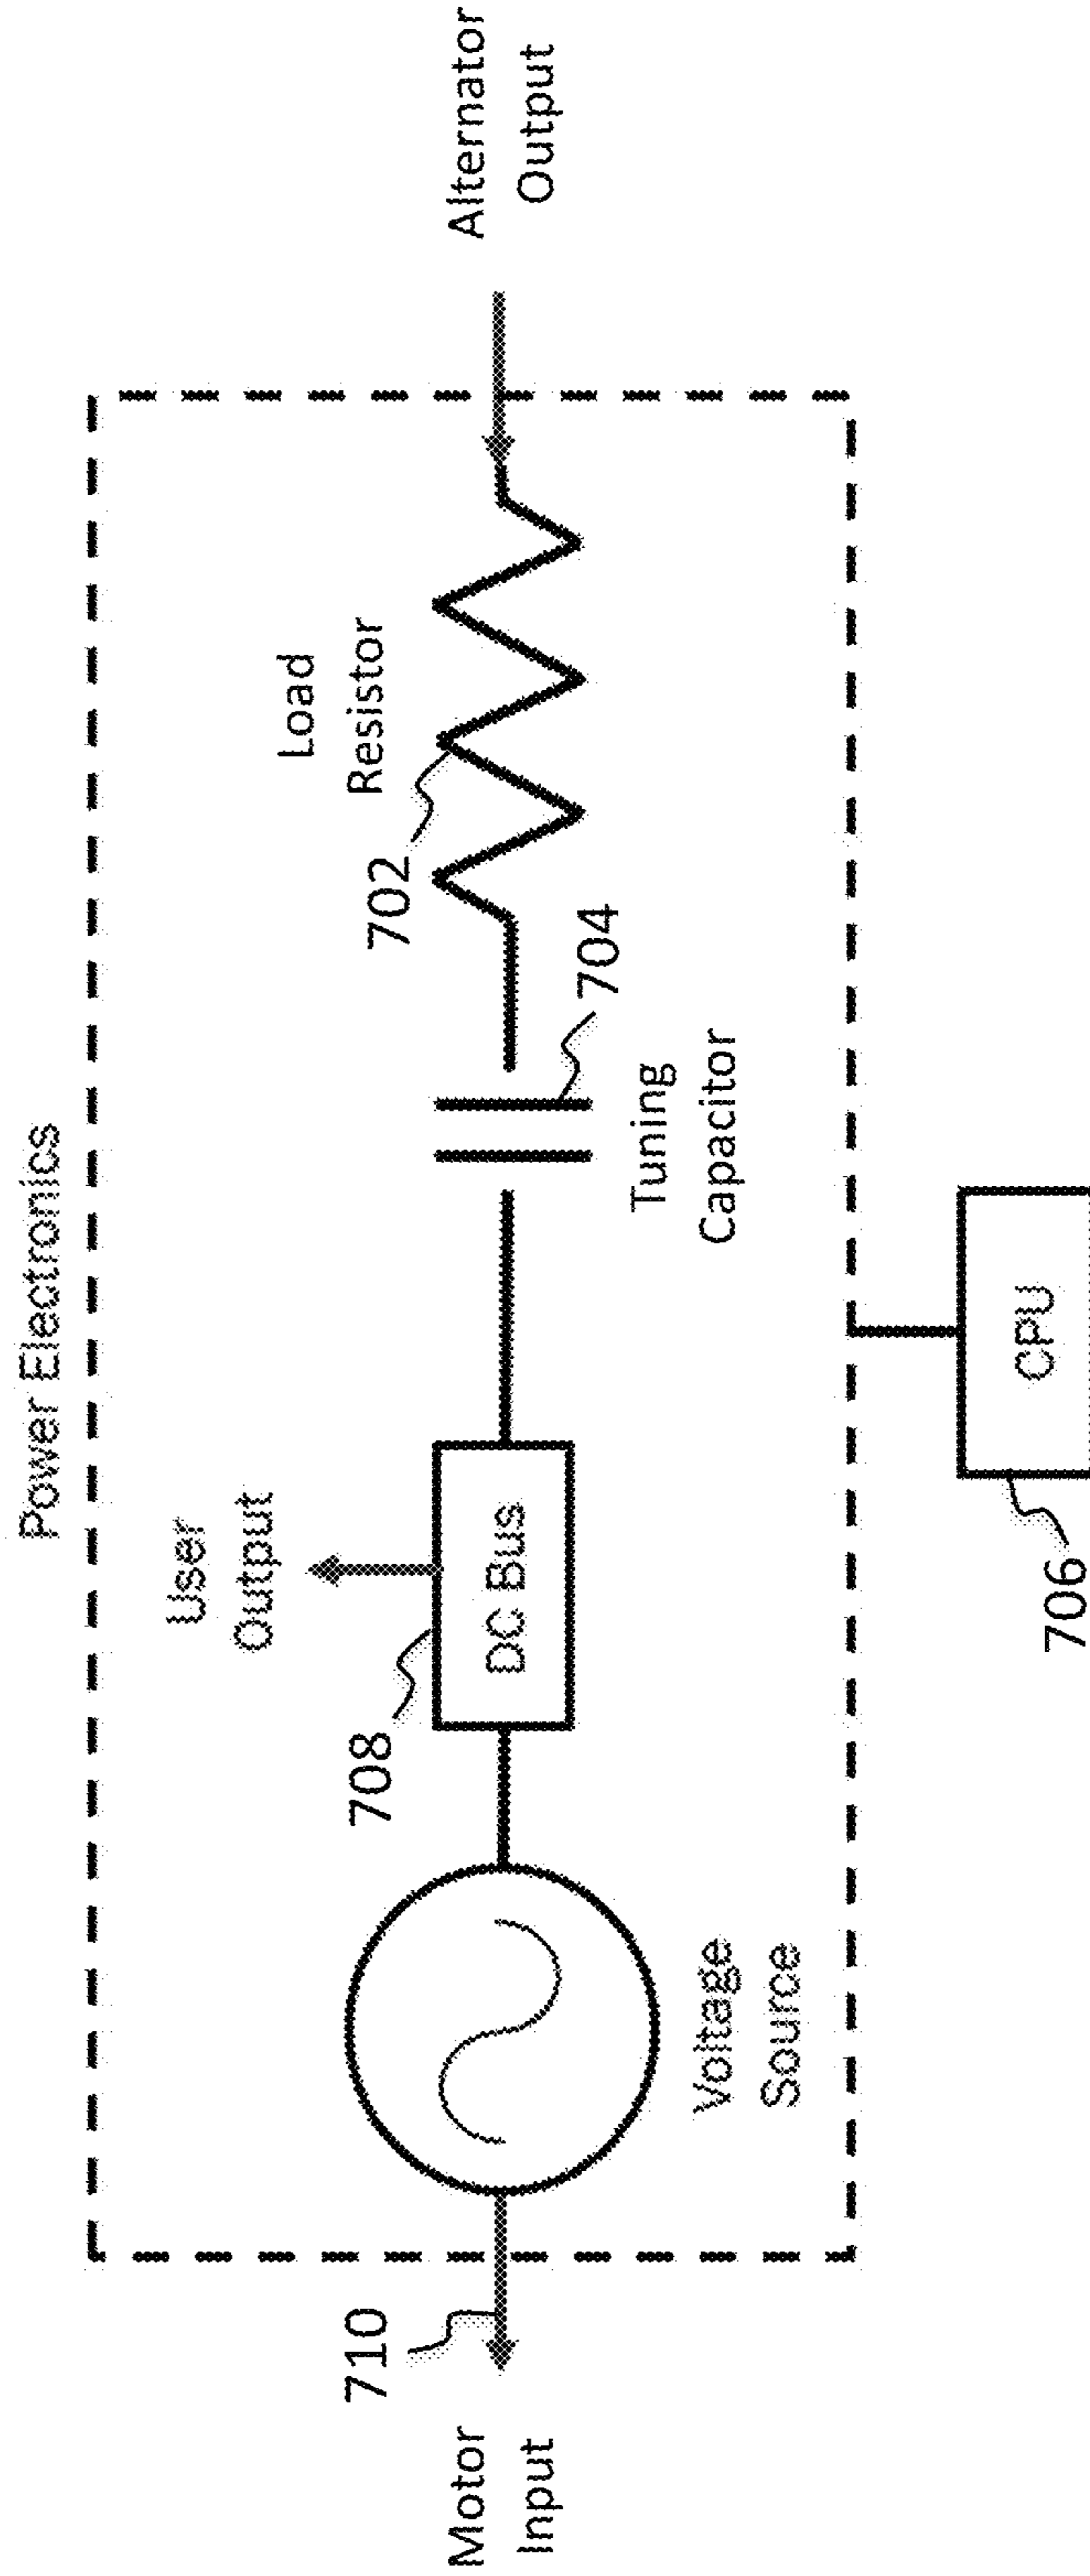 Power Electronics
Motor
Input
710
Voltage
Source
708
User
Output
DC Bus
Tuning
Capacitor
704
702
Load
Resistor
Alternator
Output
706
CPU